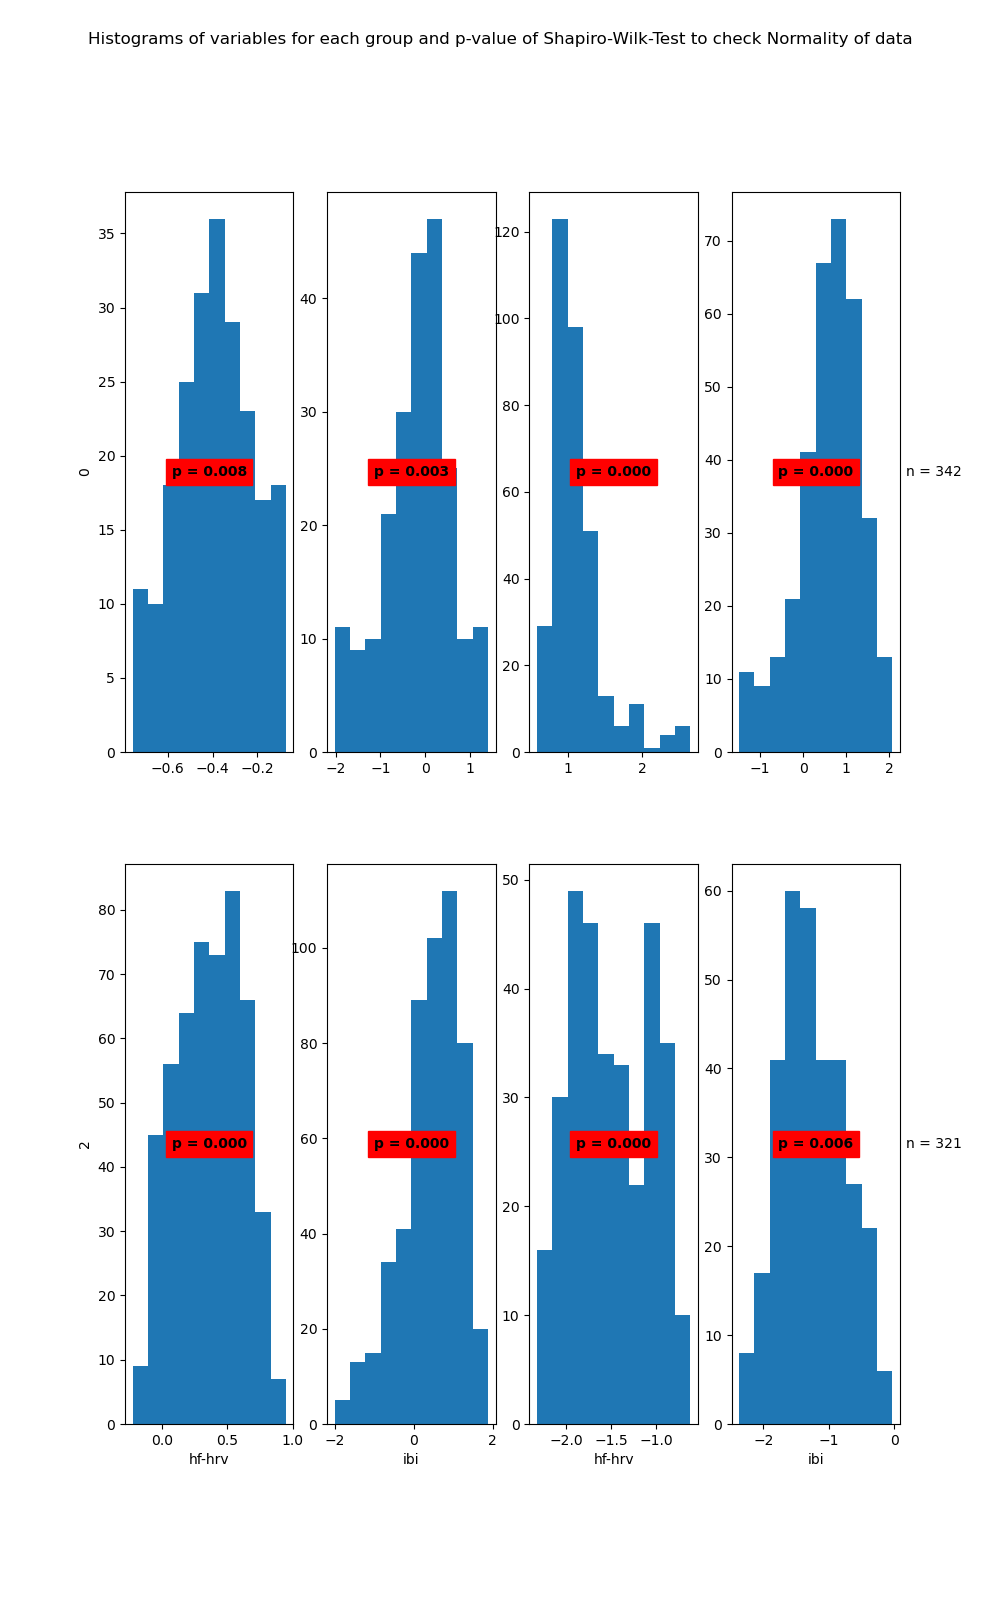 Histograms of variables for each group and p-value of Shapiro-Wilk-Test to check Normality of data
35
30
25
20
15
10
5
0
40
30
20
10
0
120
100
80
60
40
20
0
70
60
50
40
30
20
10
0
0
p = 0.008
p = 0.003
p = 0.000
p = 0.000
n = 342
−0.6 −0.4 −0.2
−2 −1 0 1
1 2
−1 0 1 2
80
70
60
50
40
30
20
10
0
100
80
60
40
20
0
50
40
30
20
10
0
60
50
40
30
20
10
0
2
p = 0.000
p = 0.000
p = 0.000
p = 0.006
n = 321
0.0 0.5 1.0
−2 0 2
−2.0 −1.5 −1.0
−2 −1 0
hf-hrv
ibi
hf-hrv
ibi